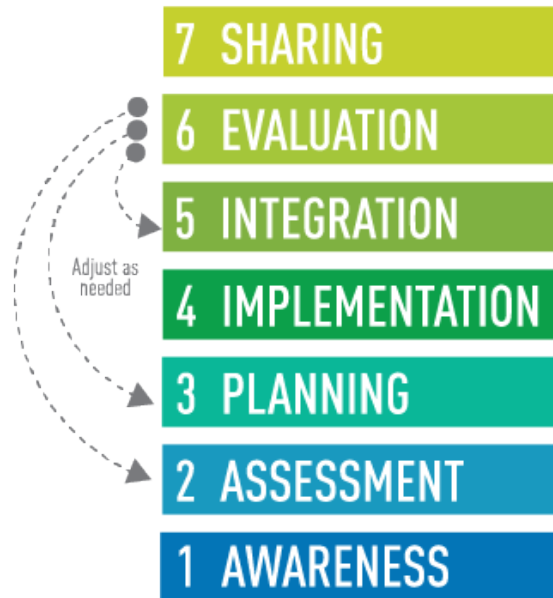 7 SHARING
6 EVALUATION
5 INTEGRATION
Adjust as
needed
4 IMPLEMENTATION
3 PLANNING
2 ASSESSMENT
1 AWARENESS